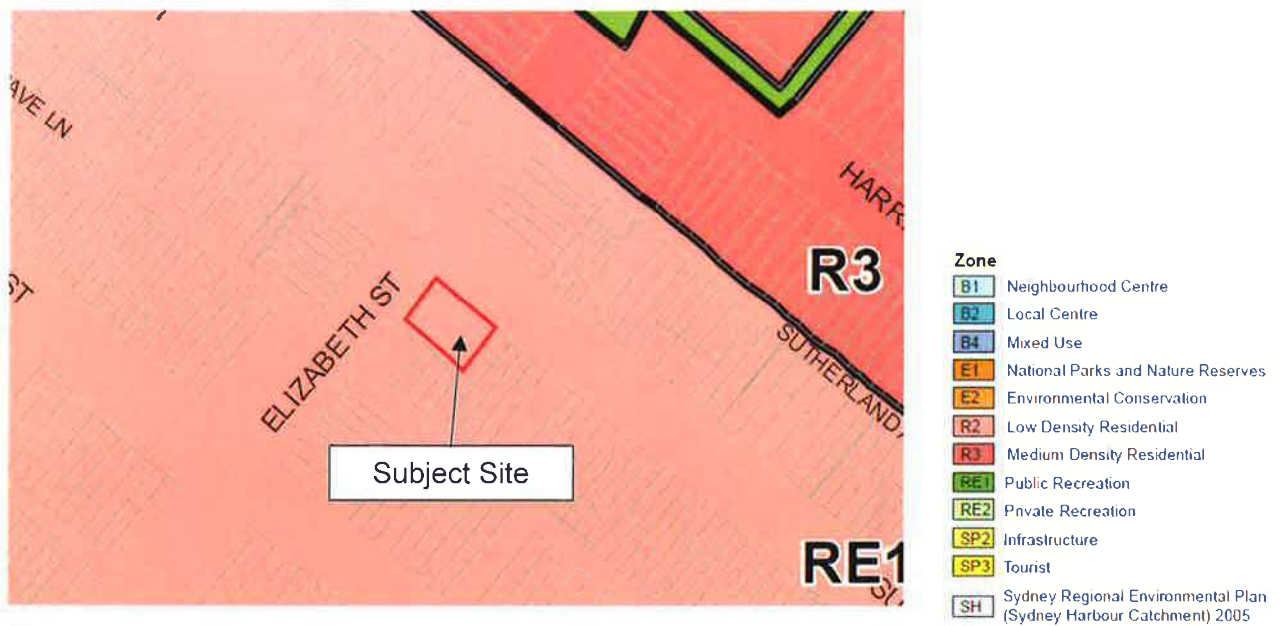 AVE LN
HARR
R3
ST
ELIZABETH ST
SUTHERLAND
Subject Site
RE1
Zone
B1 Neighbourhood Centre
B2 Local Centre
B4 Mixed Use
E1 National Parks and Nature Reserves
E2 Environmental Conservation
R2 Low Density Residential
R3 Medium Density Residential
RE1 Public Recreation
RE2 Private Recreation
SP2 Infrastructure
SP3 Tourist
SH Sydney Regional Environmental Plan
(Sydney Harbour Catchment) 2005